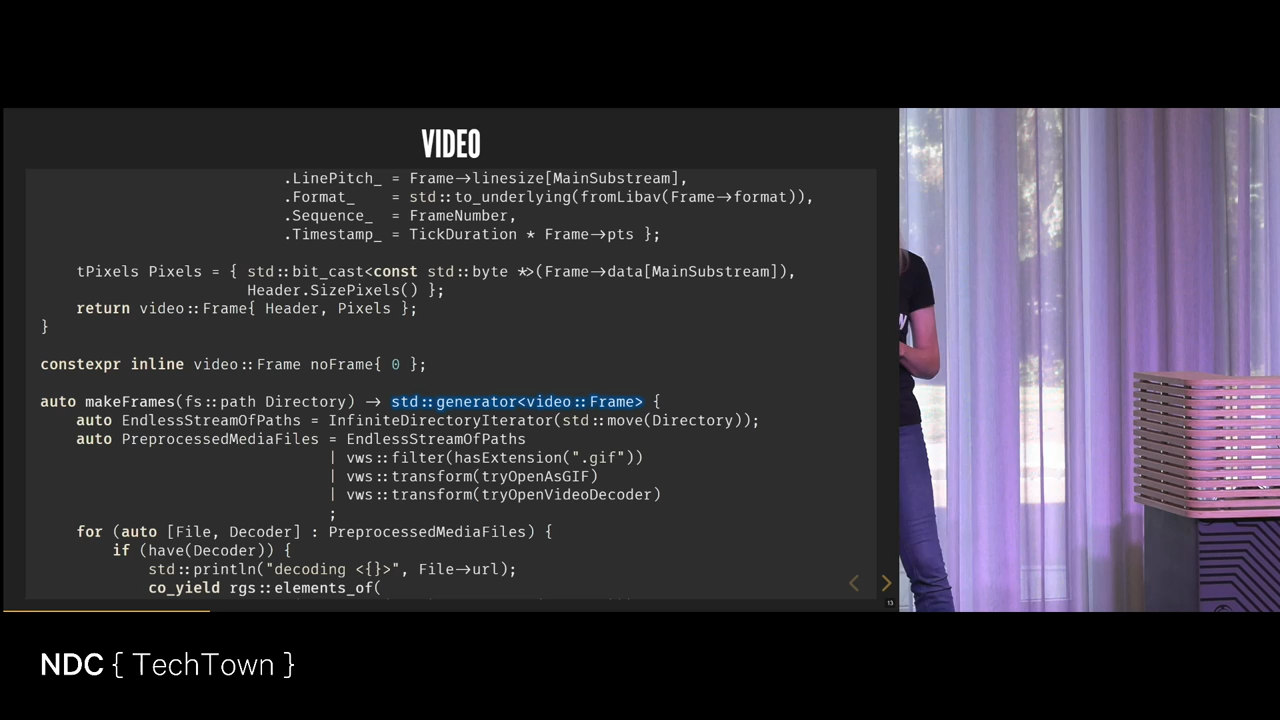 VIDEO
.LinePitch_ = Frame->linesize[MainSubstream],
.Format_    = std::to_underlying(fromLibav(Frame->format)),
.Sequence_  = FrameNumber,
.Timestamp_ = TickDuration * Frame->pts };
tPixels Pixels = { std::bit_cast<const std::byte *>(Frame->data[MainSubstream]),
Header.SizePixels() };
return video::Frame{ Header, Pixels };
}
constexpr inline video::Frame noFrame{ 0 };
auto makeFrames(fs::path Directory) -> std::generator<video::Frame> {
auto EndlessStreamOfPaths = InfiniteDirectoryIterator(std::move(Directory));
auto PreprocessedMediaFiles = EndlessStreamOfPaths
| vws::filter(hasExtension(".gif"))
| vws::transform(tryOpenAsGIF)
| vws::transform(tryOpenVideoDecoder)
;
for (auto [File, Decoder] : PreprocessedMediaFiles) {
if (have(Decoder)) {
std::println("decoding <{}>", File->url);
co_yield rgs::elements_of(
13
NDC { TechTown }